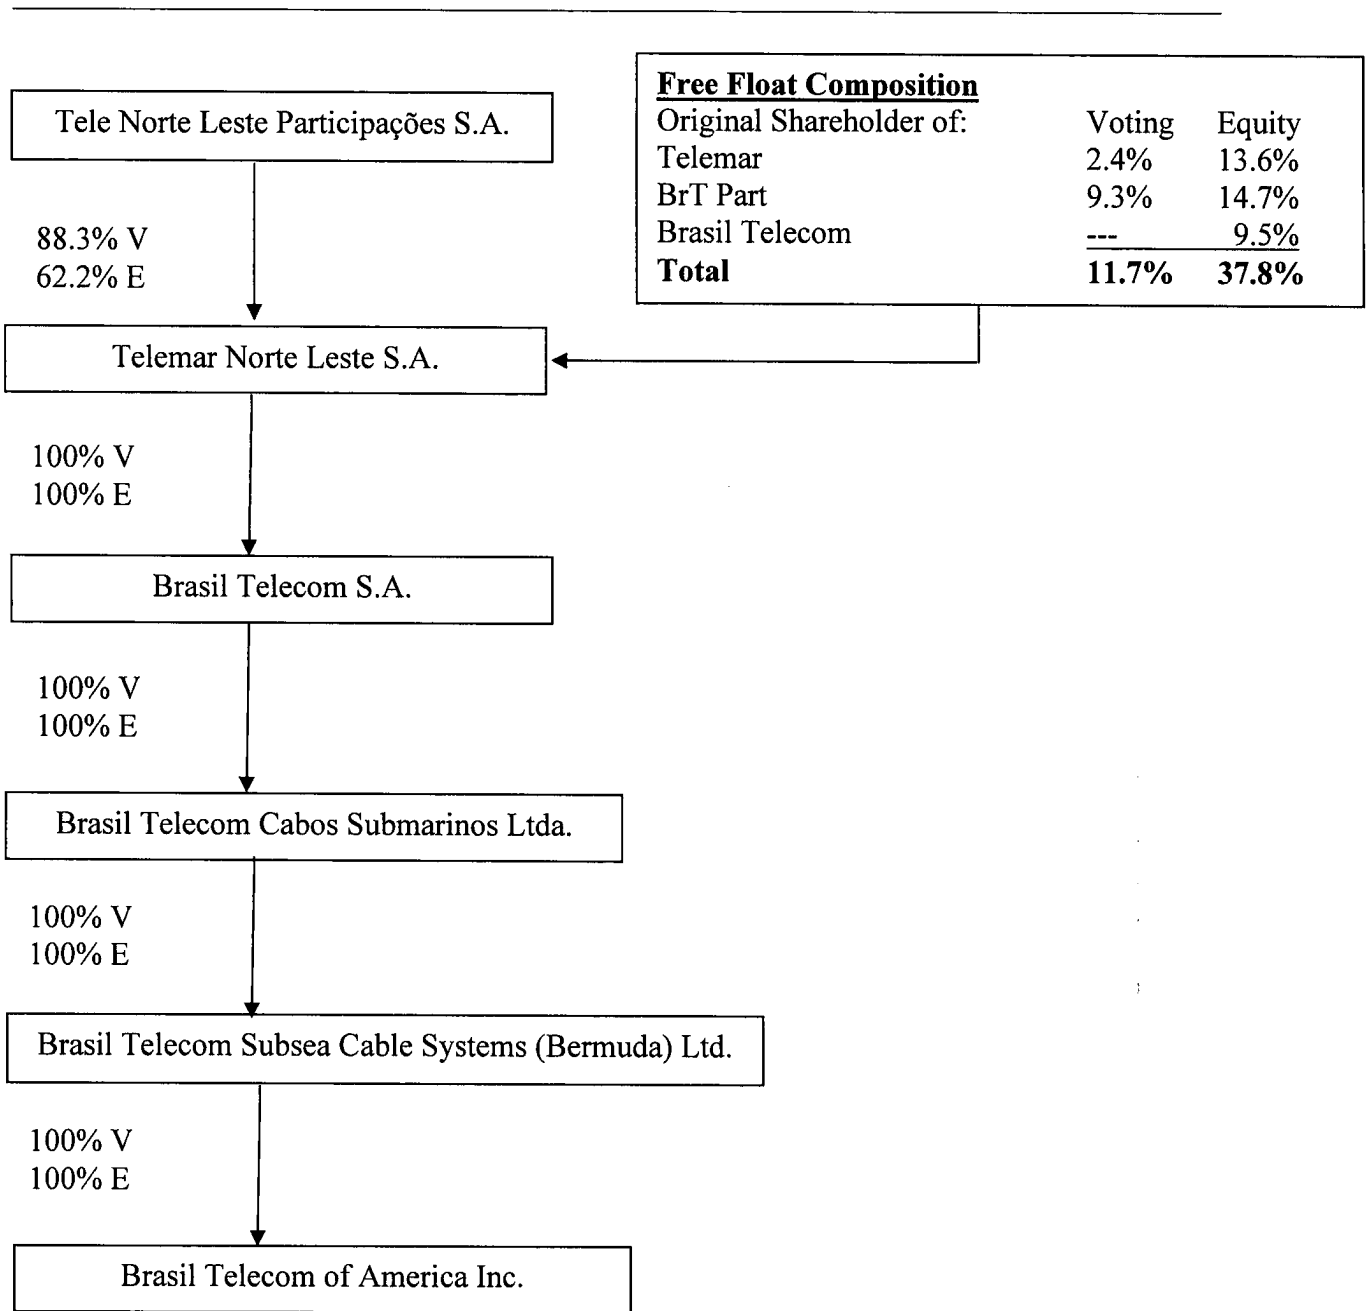 Tele Norte Leste Participações S.A.
Free Float Composition
Original Shareholder of: Voting Equity
Telemar 2.4% 13.6%
BrT Part 9.3% 14.7%
Brasil Telecom --- 9.5%
Total 11.7% 37.8%
88.3% V
62.2% E
Telemar Norte Leste S.A.
100% V
100% E
Brasil Telecom S.A.
100% V
100% E
Brasil Telecom Cabos Submarinos Ltda.
100% V
100% E
Brasil Telecom Subsea Cable Systems (Bermuda) Ltd.
100% V
100% E
Brasil Telecom of America Inc.